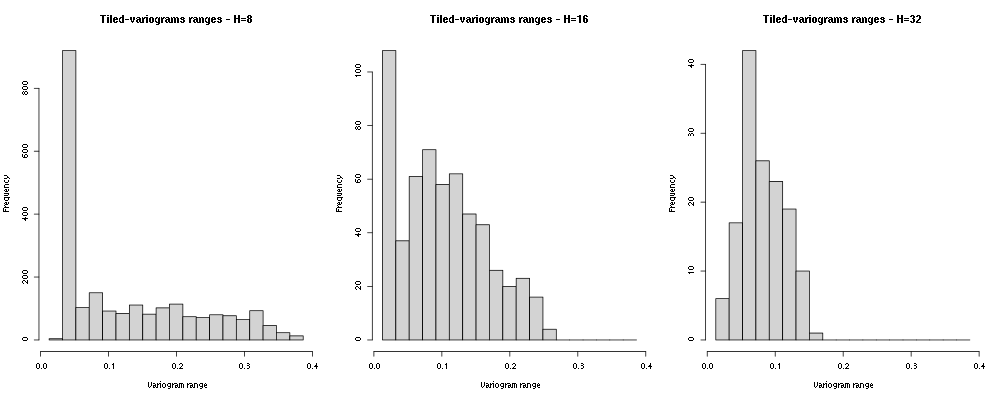 Tiled-variograms ranges - H=8
Frequency
800
600
400
200
0
0.0 0.1 0.2 0.3 0.4
Variogram range
Tiled-variograms ranges - H=16
Frequency
100
80
60
40
20
0
0.0 0.1 0.2 0.3 0.4
Variogram range
Tiled-variograms ranges - H=32
Frequency
40
30
20
10
0
0.0 0.1 0.2 0.3 0.4
Variogram range